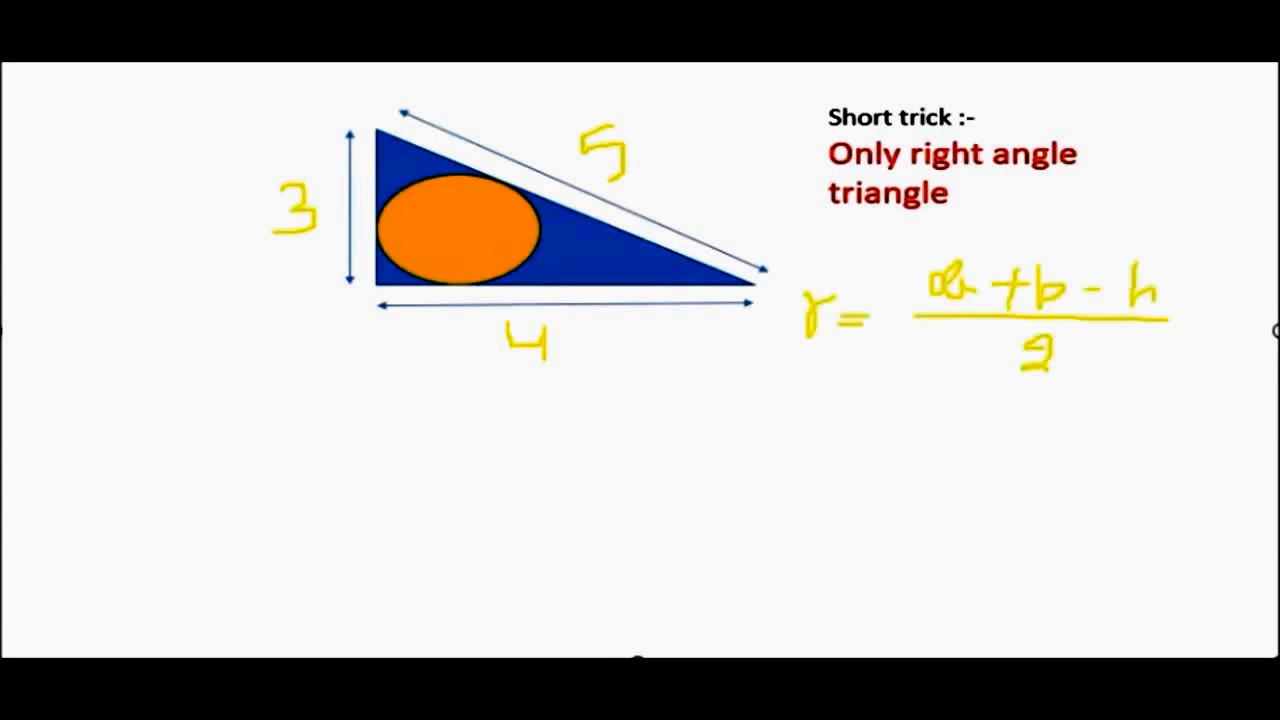 Short trick :-
Only right angle
triangle
3
5
4
r = a + b - h
2